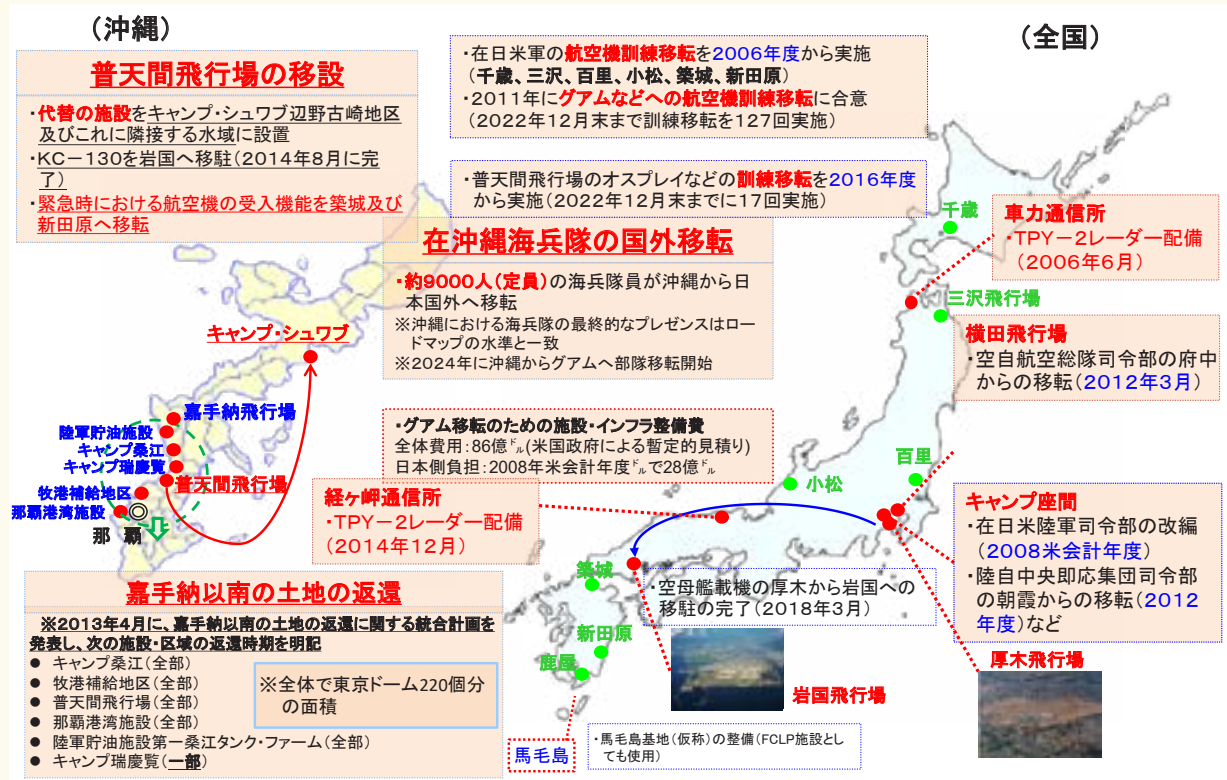 (沖縄)
普天間飛行場の移設
・代替の施設をキャンプ・シュワブ辺野古崎地区
及びこれに隣接する水域に設置
・KC-130を岩国へ移駐(2014年8月に完
了)
・緊急時における航空機の受入機能を築城及び
新田原へ移転
・在日米軍の航空機訓練移転を2006年度から実施
(千歳、三沢、百里、小松、築城、新田原)
・2011年にグアムなどへの航空機訓練移転に合意
(2022年12月末まで訓練移転を127回実施)
・普天間飛行場のオスプレイなどの訓練移転を2016年度
から実施(2022年12月末までに17回実施)
(全国)
在沖縄海兵隊の国外移転
・約9000人(定員)の海兵隊員が沖縄から日
本国外へ移転
※沖縄における海兵隊の最終的なプレゼンスはロー
ドマップの水準と一致
※2024年に沖縄からグアムへ部隊移転開始
・グアム移転のための施設・インフラ整備費
全体費用:86億ドル(米国政府による暫定的見積り)
日本側負担:2008年米会計年度ドルで28億ドル
キャンプ・シュワブ
嘉手納飛行場
陸軍貯油施設
キャンプ桑江
キャンプ瑞慶覧
普天間飛行場
牧港補給地区
那覇港湾施設
那 覇
千歳
車力通信所
・TPY-2レーダー配備
(2006年6月)
三沢飛行場
横田飛行場
・空自航空総隊司令部の府中
からの移転(2012年3月)
百里
小松
経ヶ岬通信所
・TPY-2レーダー配備
(2014年12月)
キャンプ座間
・在日米陸軍司令部の改編
(2008米会計年度)
・陸自中央即応集団司令部
の朝霞からの移転(2012
年度)など
厚木飛行場
築城
・空母艦載機の厚木から岩国への
移駐の完了(2018年3月)
新田原
鹿屋
岩国飛行場
馬毛島
・馬毛島基地(仮称)の整備(FCLP施設とし
ても使用)
嘉手納以南の土地の返還
※2013年4月に、嘉手納以南の土地の返還に関する統合計画を
発表し、次の施設・区域の返還時期を明記
● キャンプ桑江(全部)
● 牧港補給地区(全部)
● 普天間飛行場(全部)
● 那覇港湾施設(全部)
● 陸軍貯油施設第一桑江タンク・ファーム(全部)
● キャンプ瑞慶覧(一部)
※全体で東京ドーム220個分
の面積